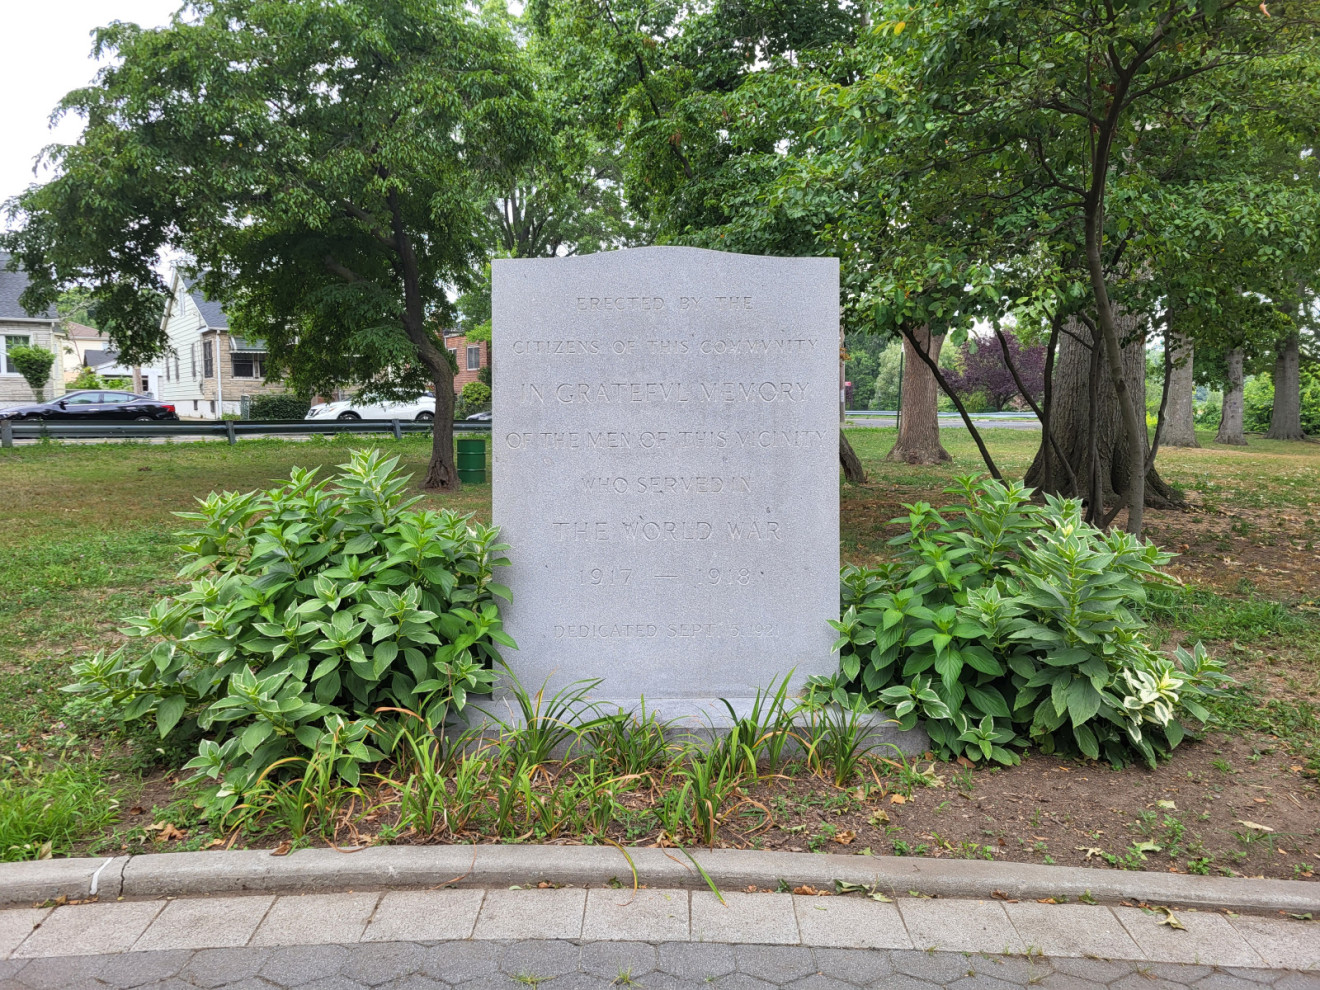 ERECTED BY THE
CITIZENS OF THIS COMMVNITY
IN GRATEFVL MEMORY
OF THE MEN OF THIS VICINITY
WHO SERVED IN
THE WORLD WAR
1917 — 1918
DEDICATED SEPT. 5, 1921